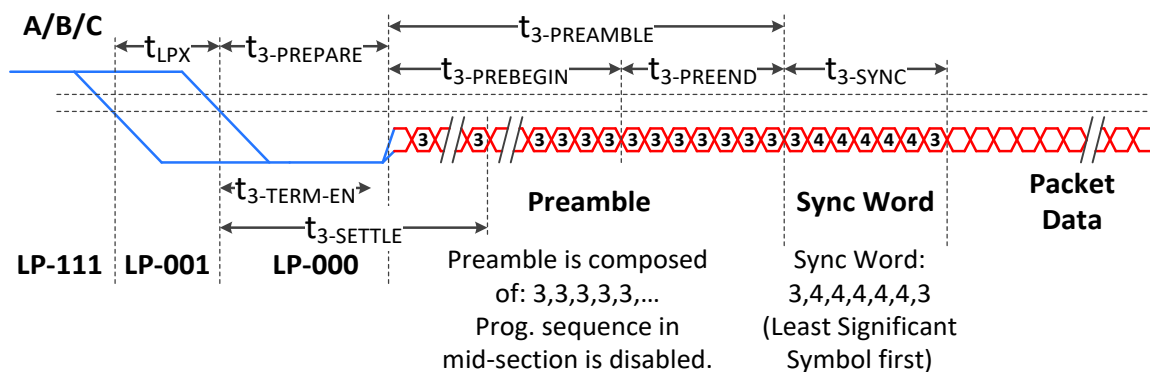 A/B/C
t3-PREAMBLE
tLPX t3-PREPARE
t3-PREBEGIN t3-PREEND t3-SYNC
3 3 3 3 3 3 3 3 3 3 3 3 4 4 4 4 4 3
t3-TERM-EN
t3-SETTLE
Preamble Sync Word Packet
Data
LP-111 LP-001 LP-000
Preamble is composed
of: 3,3,3,3,3,...
Prog. sequence in
mid-section is disabled.
Sync Word:
3,4,4,4,4,4,3
(Least Significant
Symbol first)